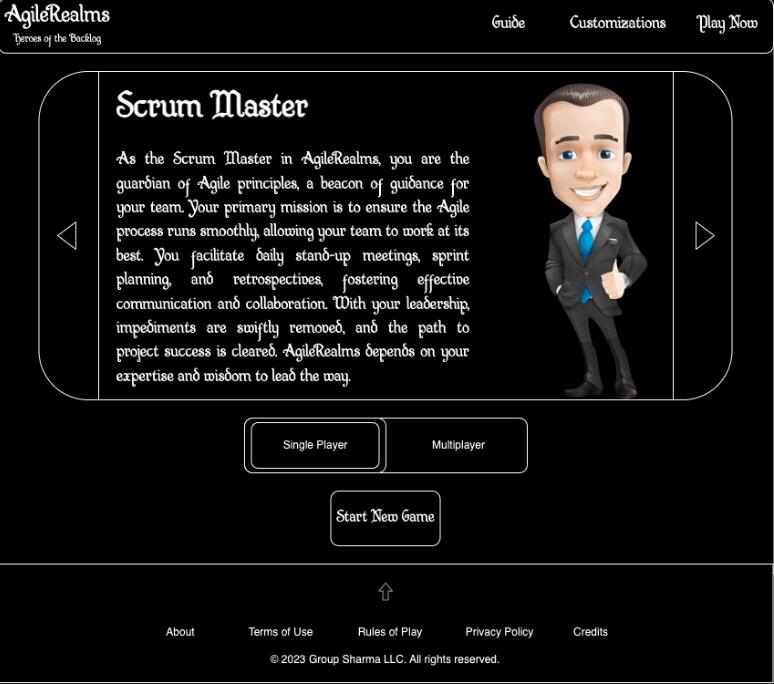 AgileRealms
Heroes of the Backlog
Guide
Customizations
Play Now
Scrum Master
As the Scrum Master in AgileRealms, you are the
guardian of Agile principles, a beacon of guidance for
your team. Your primary mission is to ensure the Agile
process runs smoothly, allowing your team to work at its
best. You facilitate daily stand-up meetings, sprint
planning, and retrospectives, fostering effective
communication and collaboration. With your leadership,
impediments are swiftly removed, and the path to
project success is cleared. AgileRealms depends on your
expertise and wisdom to lead the way.
Single Player
Multiplayer
Start New Game
About
Terms of Use
Rules of Play
Privacy Policy
Credits
© 2023 Group Sharma LLC. All rights reserved.